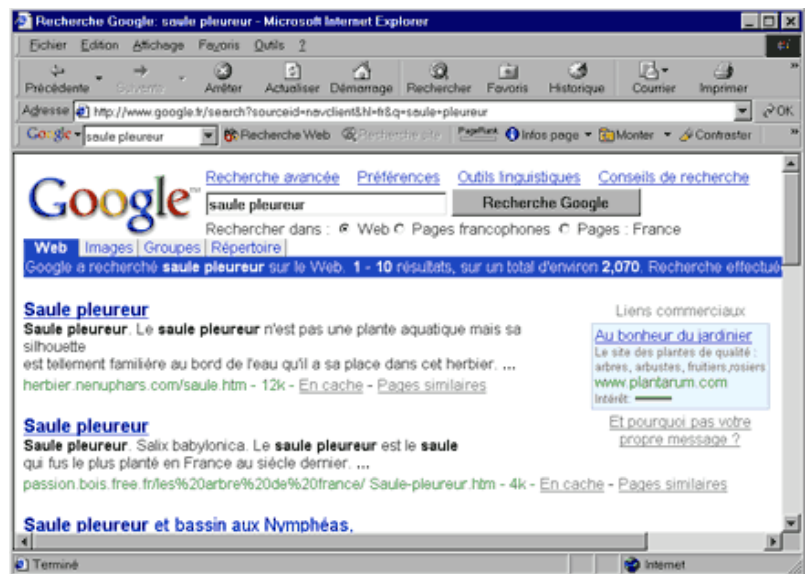 Recherche Google: saule pleureur - Microsoft Internet Explorer
Fichier Edition Affichage Favoris Outils ?
Précédente Suivante Arrêter Actualiser Démarrage Rechercher Favoris Historique Courrier Imprimer
Adresse http://www.google.fr/search?sourceid=navclient&hl=fr&q=saule+pleureur OK
Google saule pleureur Recherche Web Recherche site PageRank Infos page Monter Contraster
Google™
Recherche avancée Préférences Outils linguistiques Conseils de recherche
saule pleureur Recherche Google
Rechercher dans : Web Pages francophones Pages : France
Web Images Groupes Répertoire
Google a recherché saule pleureur sur le Web. 1 - 10 résultats, sur un total d'environ 2,070. Recherche effectué
Saule pleureur
Saule pleureur. Le saule pleureur n'est pas une plante aquatique mais sa
silhouette
est tellement familière au bord de l'eau qu'il a sa place dans cet herbier. ...
herbier.nenuphars.com/saule.htm - 12k - En cache - Pages similaires
Liens commerciaux
Au bonheur du jardinier
Le site des plantes de qualité :
arbres, arbustes, fruitiers,rosiers
www.plantarum.com
Intérêt:
Et pourquoi pas votre
propre message ?
Saule pleureur
Saule pleureur. Salix babylonica. Le saule pleureur est le saule
qui fus le plus planté en France au siécle dernier. ...
passion.bois.free.fr/les%20arbre%20de%20france/ Saule-pleureur.htm - 4k - En cache - Pages similaires
Saule pleureur et bassin aux Nymphéas,
Terminé Internet